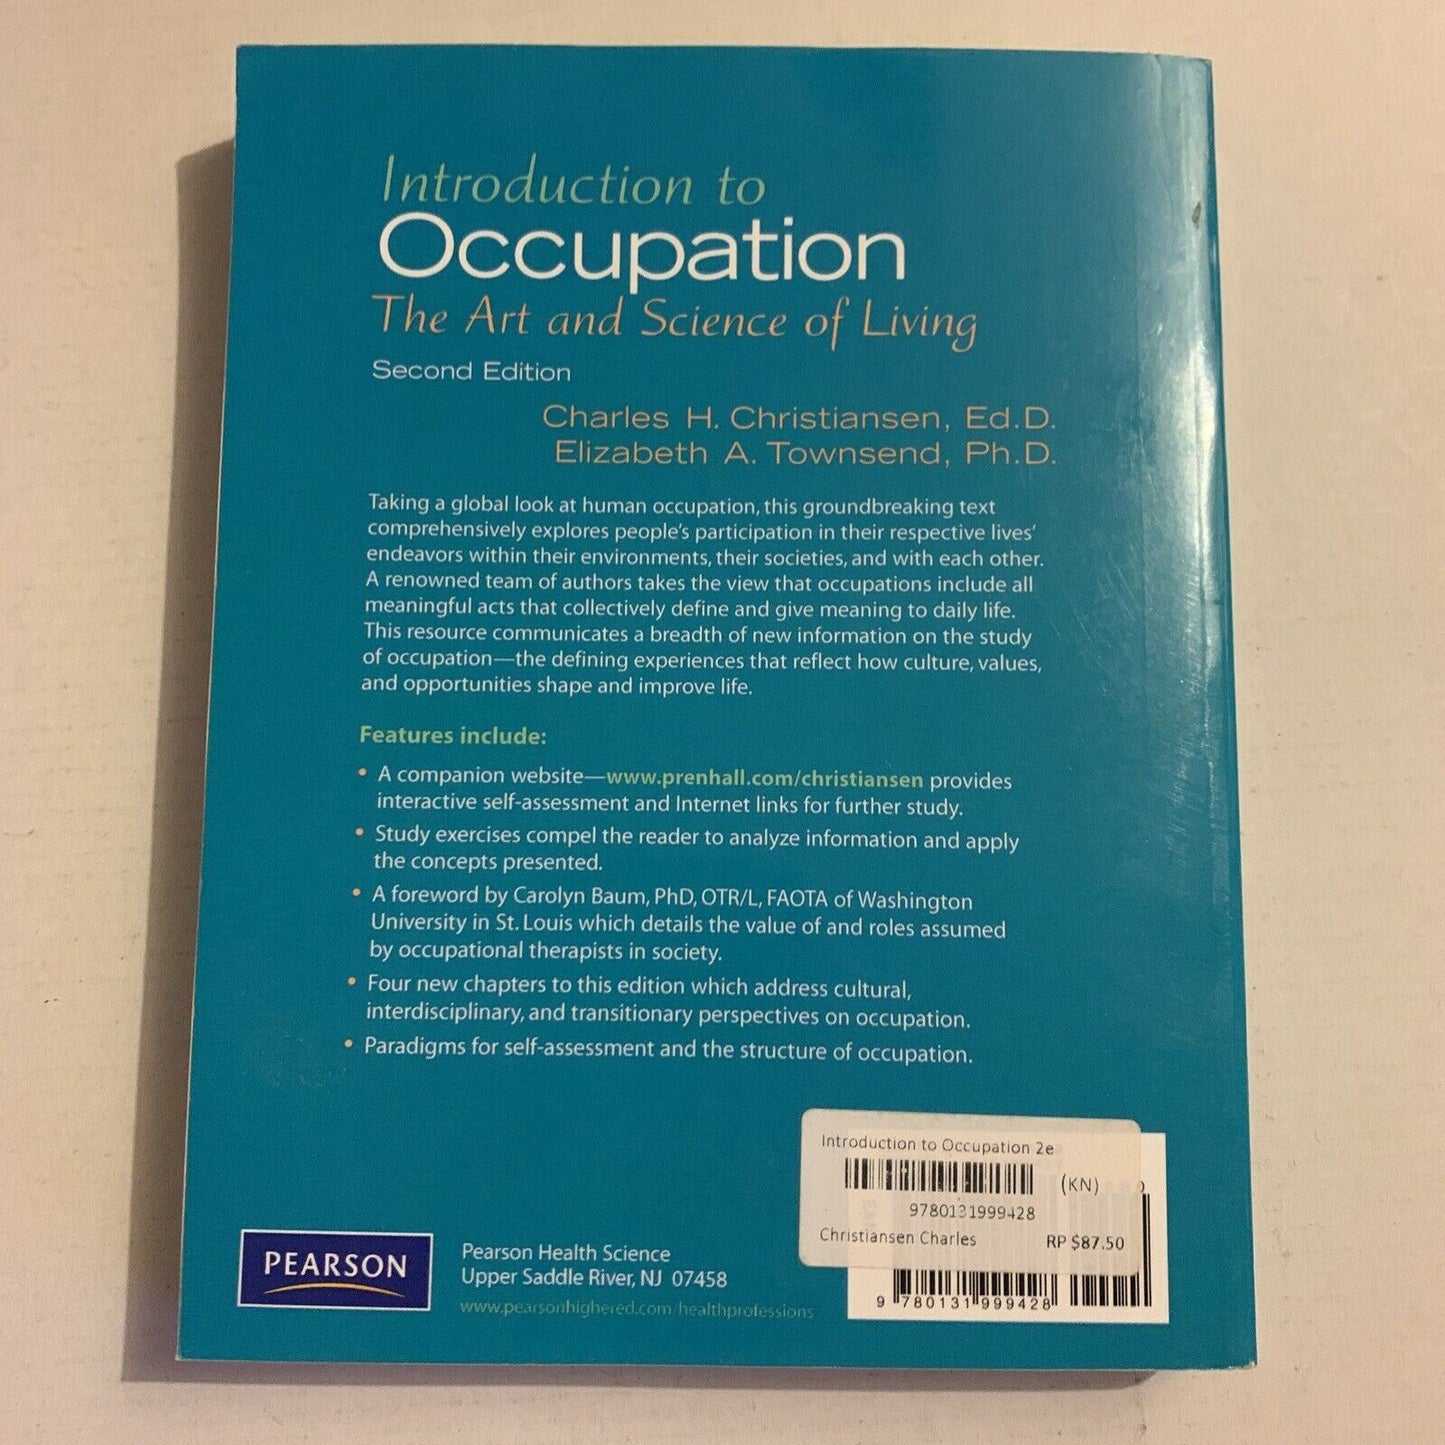 Introduction to
Occupation
The Art and Science of Living
Second Edition
Charles H. Christiansen, Ed.D.
Elizabeth A. Townsend, Ph.D.
Taking a global look at human occupation, this groundbreaking text
comprehensively explores people's participation in their respective lives'
endeavors within their environments, their societies, and with each other.
A renowned team of authors takes the view that occupations include all
meaningful acts that collectively define and give meaning to daily life.
This resource communicates a breadth of new information on the study
of occupation—the defining experiences that reflect how culture, values,
and opportunities shape and improve life.
Features include:
• A companion website—www.prenhall.com/christiansen provides
interactive self-assessment and Internet links for further study.
• Study exercises compel the reader to analyze information and apply
the concepts presented.
• A foreword by Carolyn Baum, PhD, OTR/L, FAOTA of Washington
University in St. Louis which details the value of and roles assumed
by occupational therapists in society.
• Four new chapters to this edition which address cultural,
interdisciplinary, and transitionary perspectives on occupation.
• Paradigms for self-assessment and the structure of occupation.
Introduction to Occupation 2e
(KN)
9780131999428
Christiansen Charles RP $87.50
9 780131 999428
PEARSON
Pearson Health Science
Upper Saddle River, NJ 07458
www.pearsonhighered.com/healthprofessions